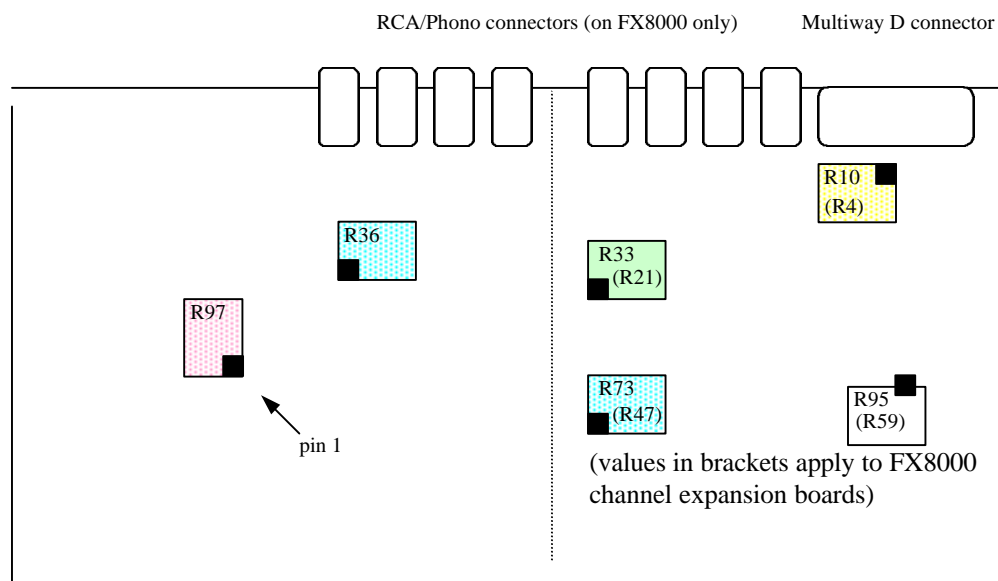 RCA/Phono connectors (on FX8000 only)
Multiway D connector
R10
(R4)
R36
R33
(R21)
R97
R73
(R47)
R95
(R59)
pin 1
(values in brackets apply to FX8000
channel expansion boards)